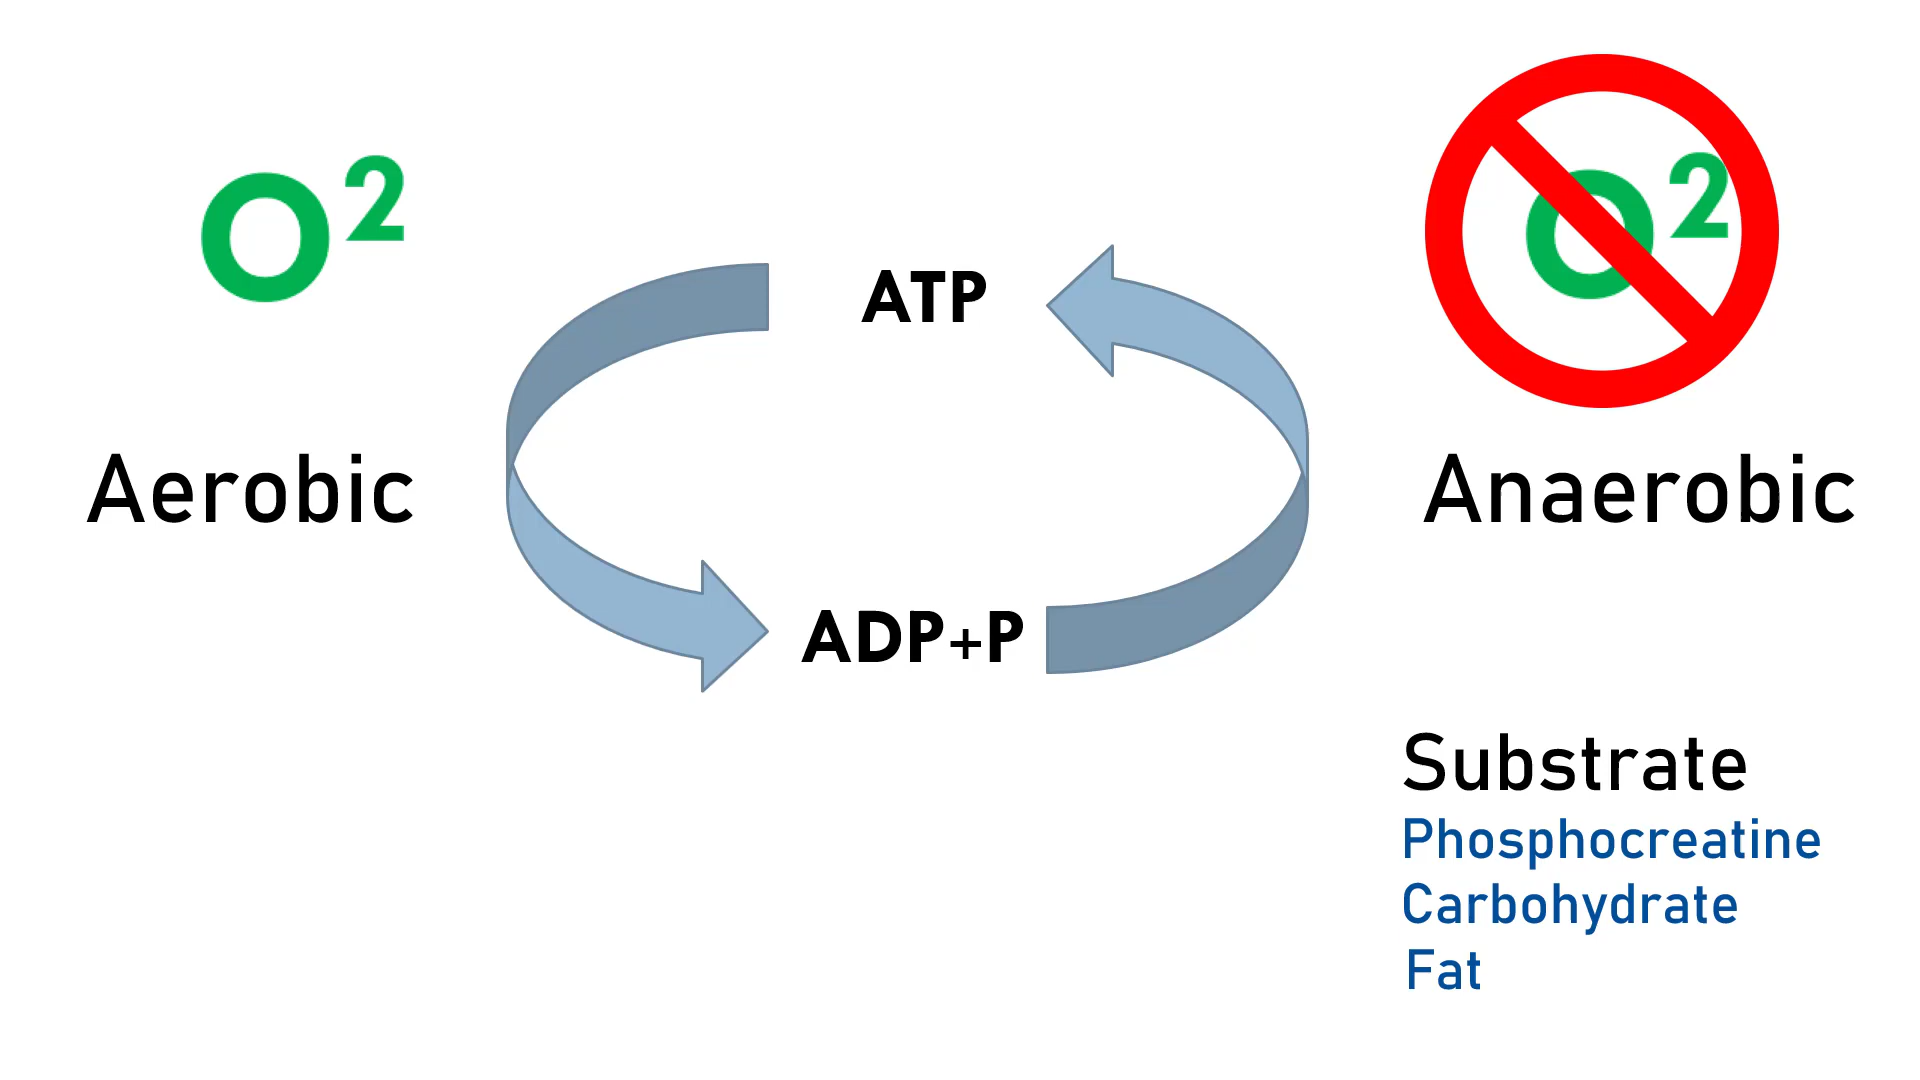 O²
O²
ATP
Aerobic
Anaerobic
ADP+P
Substrate
Phosphocreatine
Carbohydrate
Fat